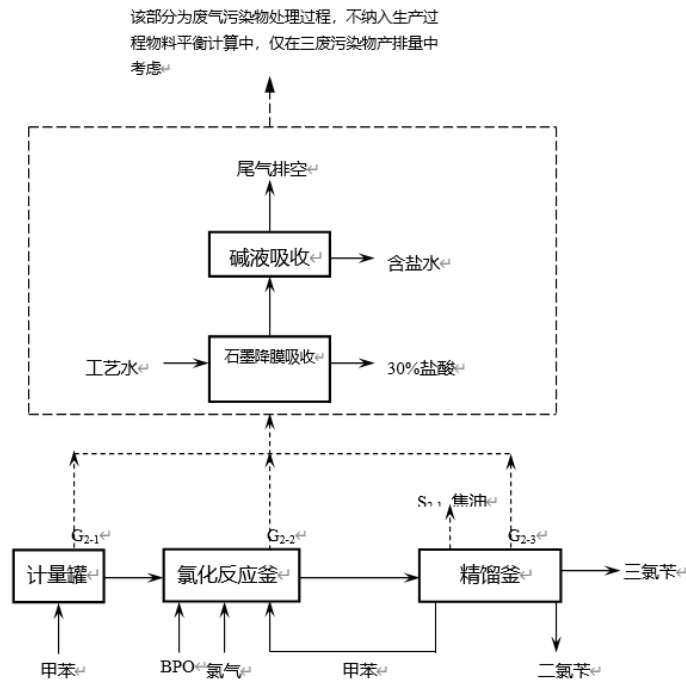 该部分为废气污染物处理过程，不纳入生产过
程物料平衡计算中，仅在三废污染物产排量中
考虑↵
尾气排空↵
碱液吸收↵
含盐水↵
工艺水↵
石墨降膜吸收↵
30%盐酸↵
S2-1 焦油↵
G2-1↵
G2-2↵
G2-3↵
计量罐↵
氯化反应釜↵
精馏釜↵
三氯苄↵
甲苯↵
BPO↵
氯气↵
甲苯↵
二氯苄↵